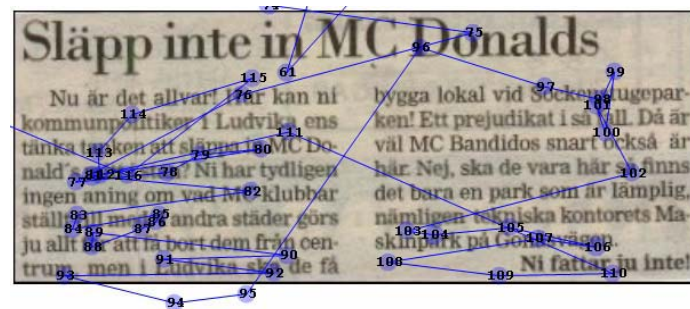 Släpp inte in MC Donalds
Nu är det allvar! Hur kan ni
kommunpolitiker i Ludvika ens
tänka tanken att släppa in MC Do-
nald´s ? Ni har tydligen
ingen aning om vad MC klubbar
ställt till med i andra städer görs
ju allt för att få bort dem från cen-
trum, men i Ludvika ska de få
bygga lokal vid Sockenstugepar-
ken! Ett prejudikat i så fall. Då är
väl MC Bandidos snart också är
här. Nej, ska de vara här så finns
det bara en park som är lämplig,
nämligen tekniska kontorets Ma-
skinpark på Gonäsvägen.
Ni fattar ju inte!